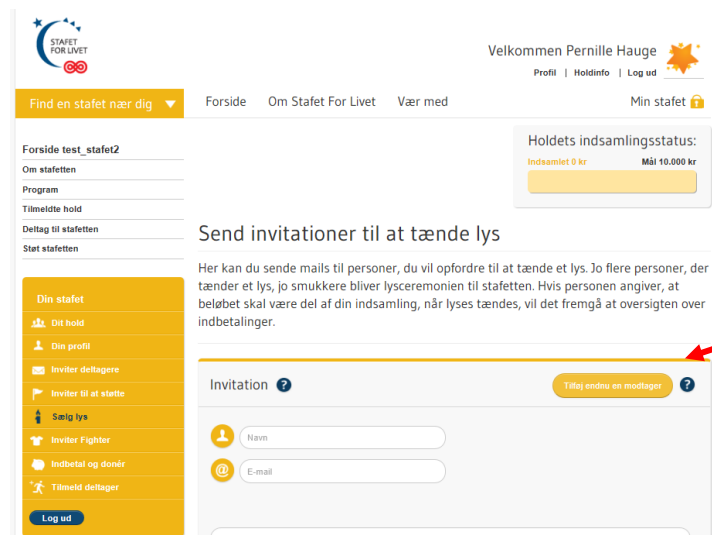 STAFET
FOR LIVET
Velkommen Pernille Hauge
Profil | Holdinfo | Log ud
Find en stafet nær dig
Forside Om Stafet For Livet Vær med Min stafet
Forside test_stafet2
Om stafetten
Program
Tilmeldte hold
Deltag til stafetten
Støt stafetten
Holdets indsamlingsstatus:
Indsamlet 0 kr Mål 10.000 kr
Send invitationer til at tænde lys
Her kan du sende mails til personer, du vil opfordre til at tænde et lys. Jo flere personer, der
tænder et lys, jo smukkere bliver lysceremonien til stafetten. Hvis personen angiver, at
beløbet skal være del af din indsamling, når lyses tændes, vil det fremgå at oversigten over
indbetalinger.
Din stafet
Dit hold
Din profil
Inviter deltagere
Inviter til at støtte
Sælg lys
Inviter Fighter
Indbetal og donér
Tilmeld deltager
Log ud
Invitation ?
Tilføj endnu en modtager ?
Navn
@ E-mail